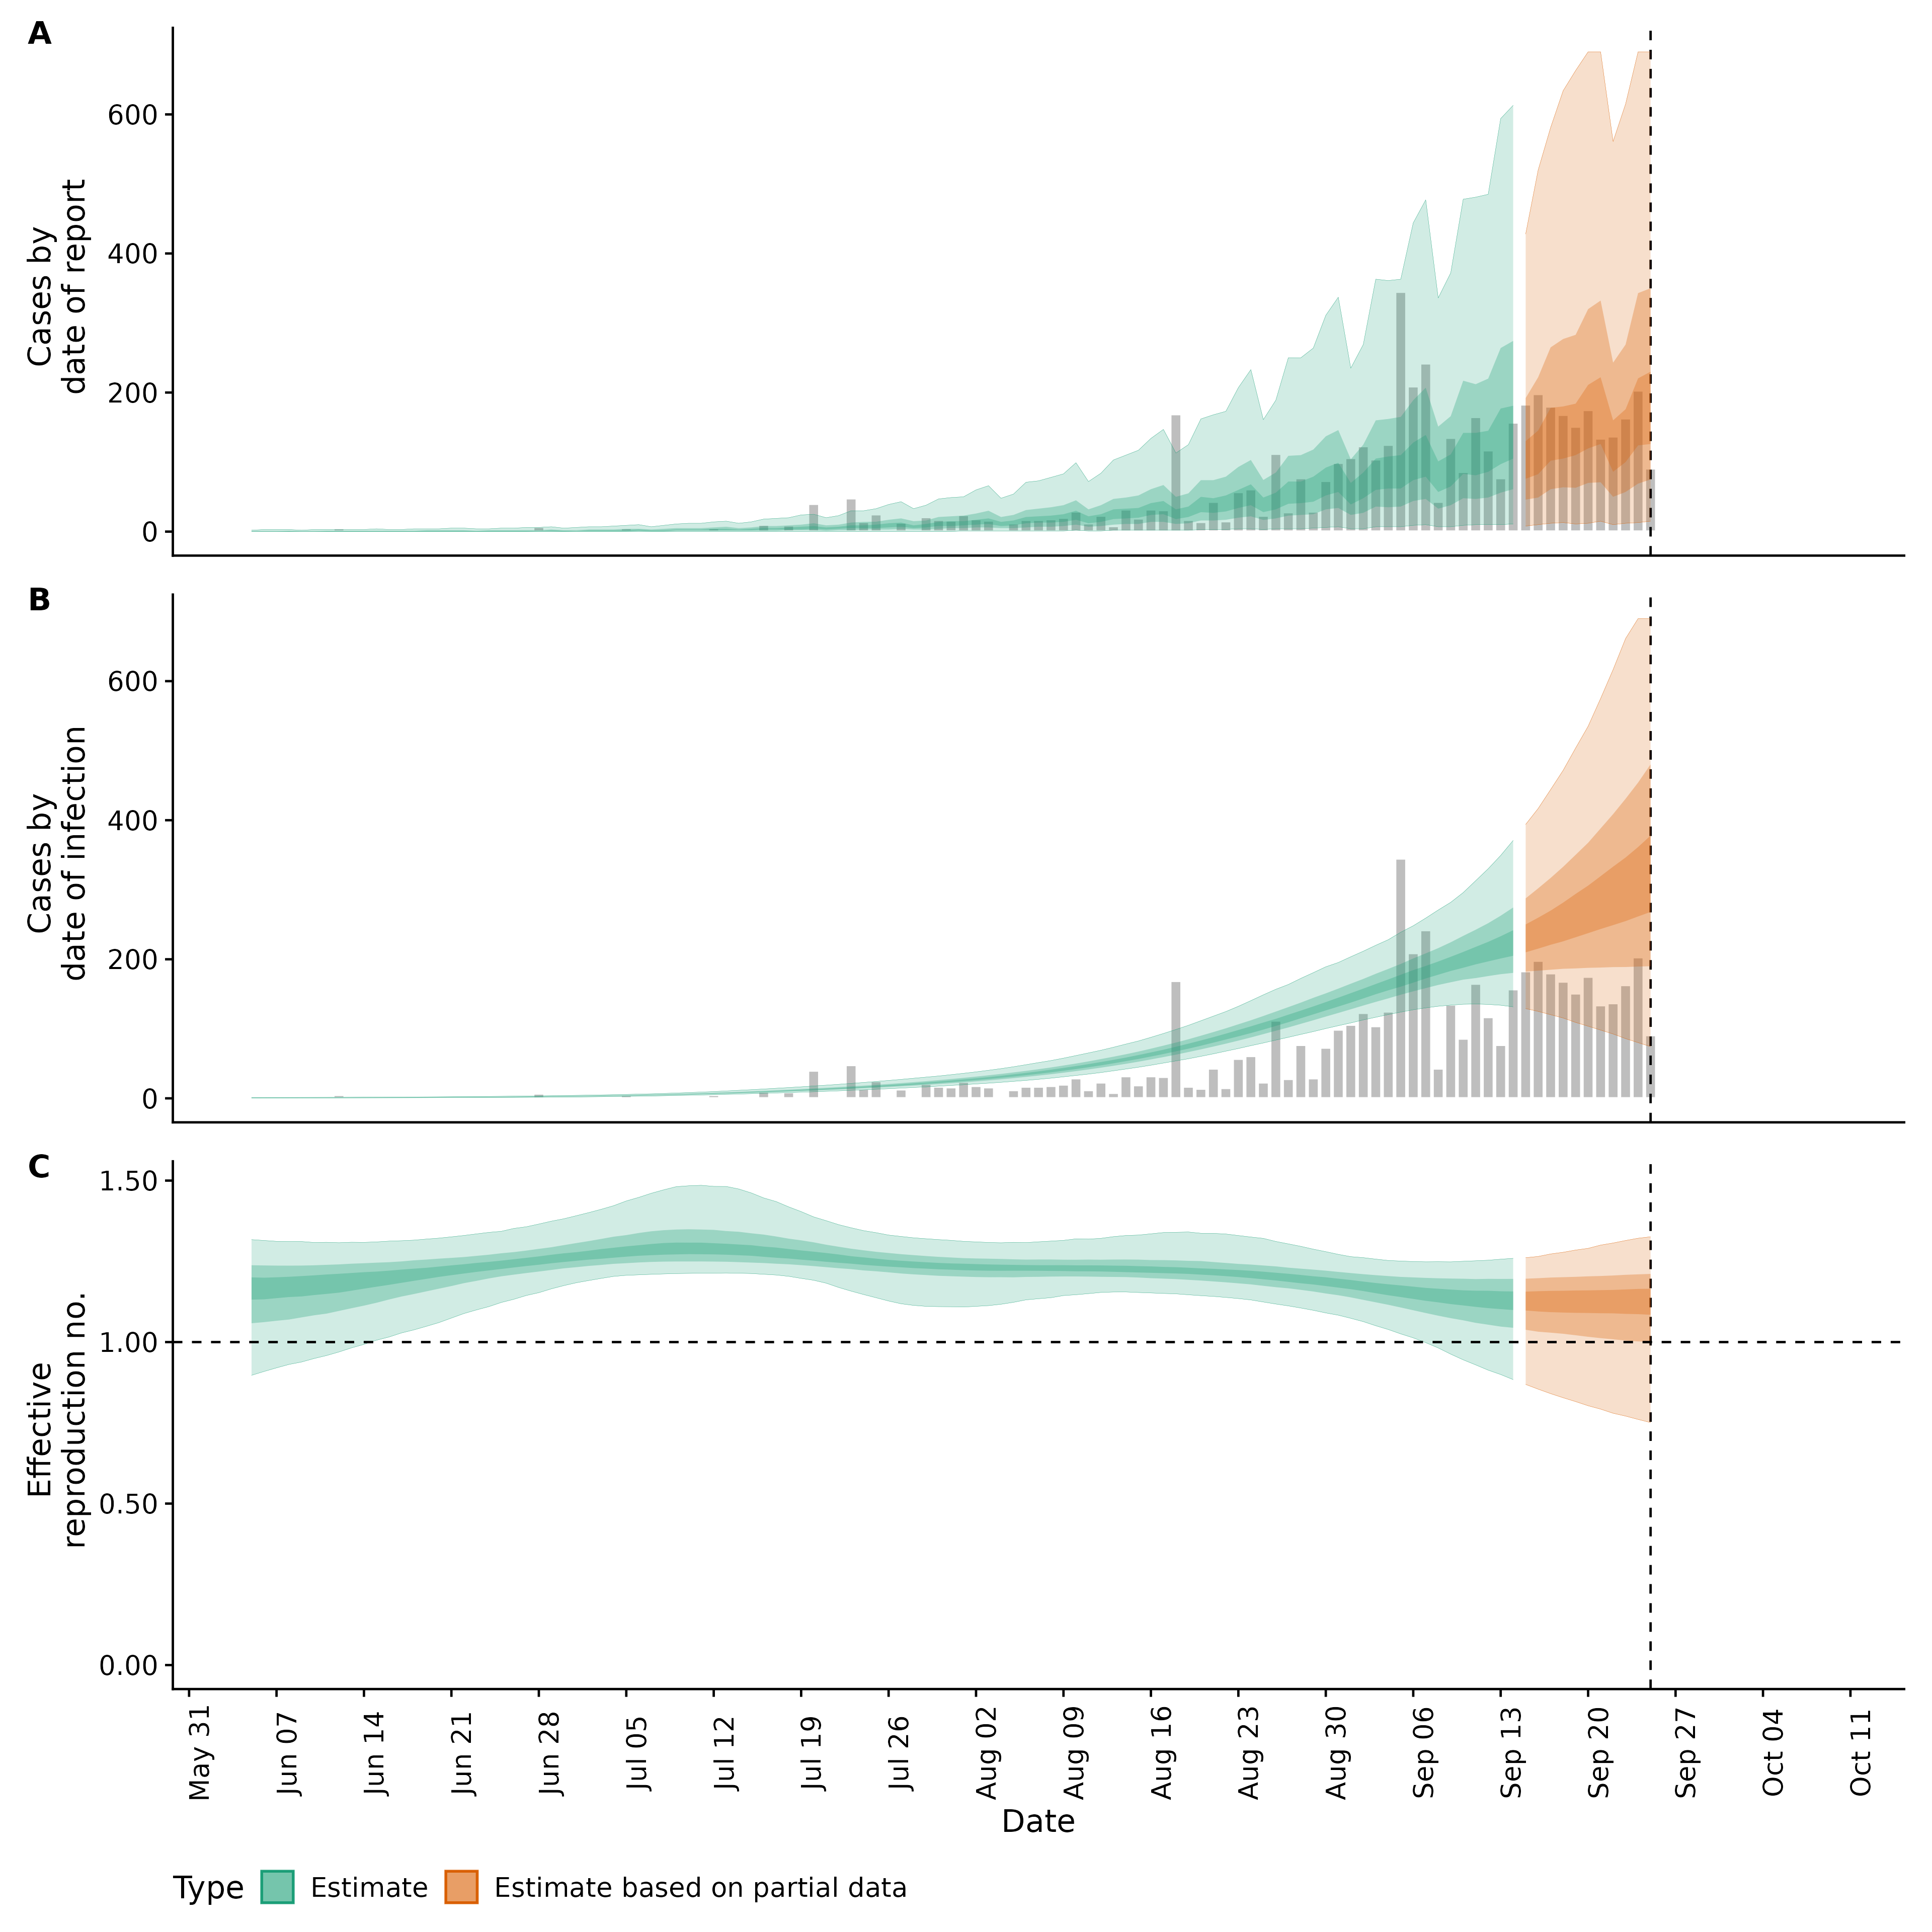 A
Cases by
date of report
600
400
200
0
B
Cases by
date of infection
600
400
200
0
C
Effective
reproduction no.
1.50
1.00
0.50
0.00
May 31
Jun 07
Jun 14
Jun 21
Jun 28
Jul 05
Jul 12
Jul 19
Jul 26
Aug 02
Aug 09
Aug 16
Aug 23
Aug 30
Sep 06
Sep 13
Sep 20
Sep 27
Oct 04
Oct 11
Date
Type Estimate Estimate based on partial data